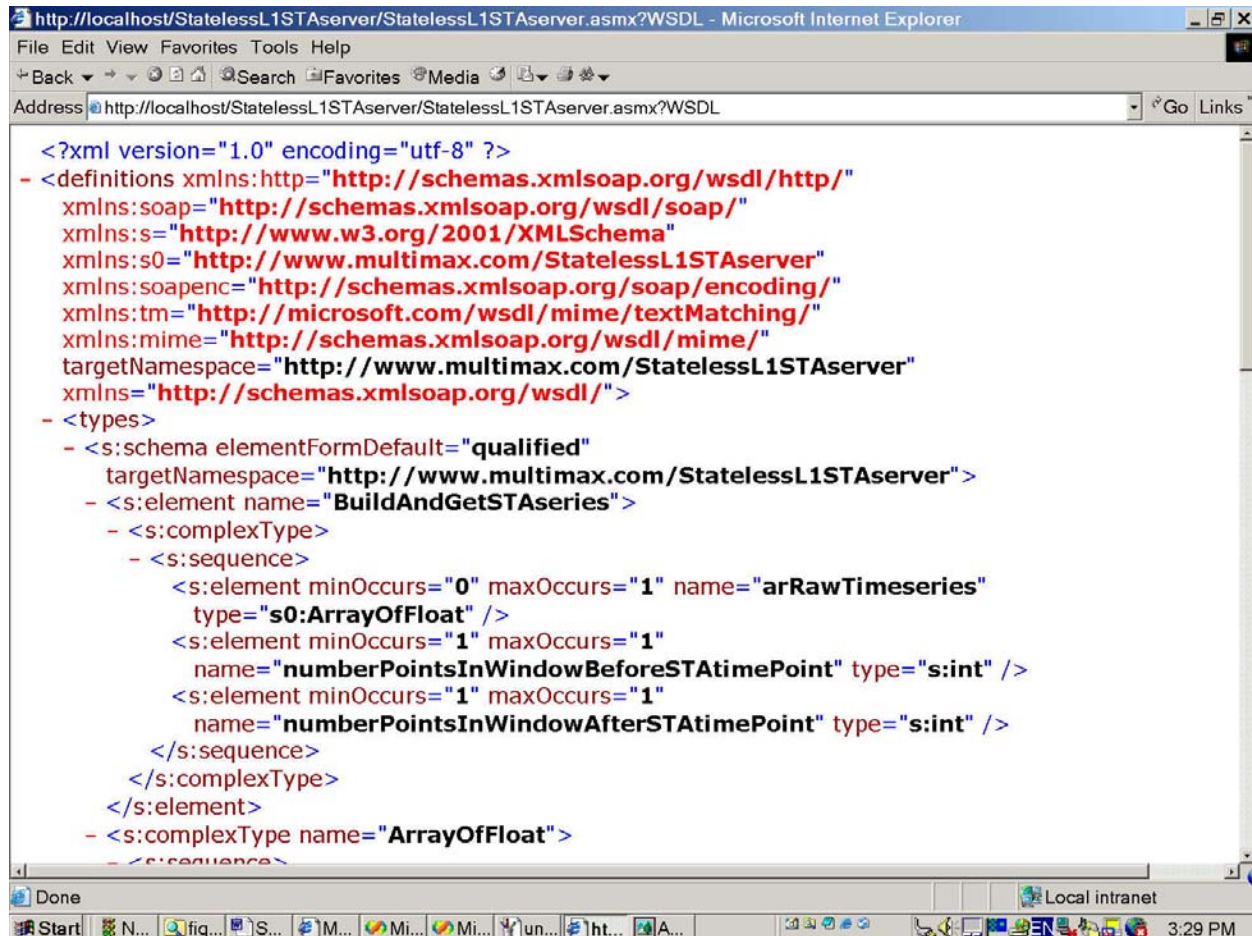 http://localhost/StatelessL1STAserver/StatelessL1STAserver.asmx?WSDL - Microsoft Internet Explorer
File Edit View Favorites Tools Help
Back Search Favorites Media
Address http://localhost/StatelessL1STAserver/StatelessL1STAserver.asmx?WSDL Go Links
<?xml version="1.0" encoding="utf-8" ?>
- <definitions xmlns:http="http://schemas.xmlsoap.org/wsdl/http/"
xmlns:soap="http://schemas.xmlsoap.org/wsdl/soap/"
xmlns:s="http://www.w3.org/2001/XMLSchema"
xmlns:s0="http://www.multimax.com/StatelessL1STAserver"
xmlns:soapenc="http://schemas.xmlsoap.org/soap/encoding/"
xmlns:tm="http://microsoft.com/wsdl/mime/textMatching/"
xmlns:mime="http://schemas.xmlsoap.org/wsdl/mime/"
targetNamespace="http://www.multimax.com/StatelessL1STAserver"
xmlns="http://schemas.xmlsoap.org/wsdl/">
- <types>
- <s:schema elementFormDefault="qualified"
targetNamespace="http://www.multimax.com/StatelessL1STAserver">
- <s:element name="BuildAndGetSTAseries">
- <s:complexType>
- <s:sequence>
<s:element minOccurs="0" maxOccurs="1" name="arRawTimeseries"
type="s0:ArrayOfFloat" />
<s:element minOccurs="1" maxOccurs="1"
name="numberPointsInWindowBeforeSTAtimePoint" type="s:int" />
<s:element minOccurs="1" maxOccurs="1"
name="numberPointsInWindowAfterSTAtimePoint" type="s:int" />
</s:sequence>
</s:complexType>
</s:element>
- <s:complexType name="ArrayOfFloat">
- <s:sequence>
Done Local intranet
Start N... fig... S... M... Mi... Mi... un... ht... A... EN 3:29 PM